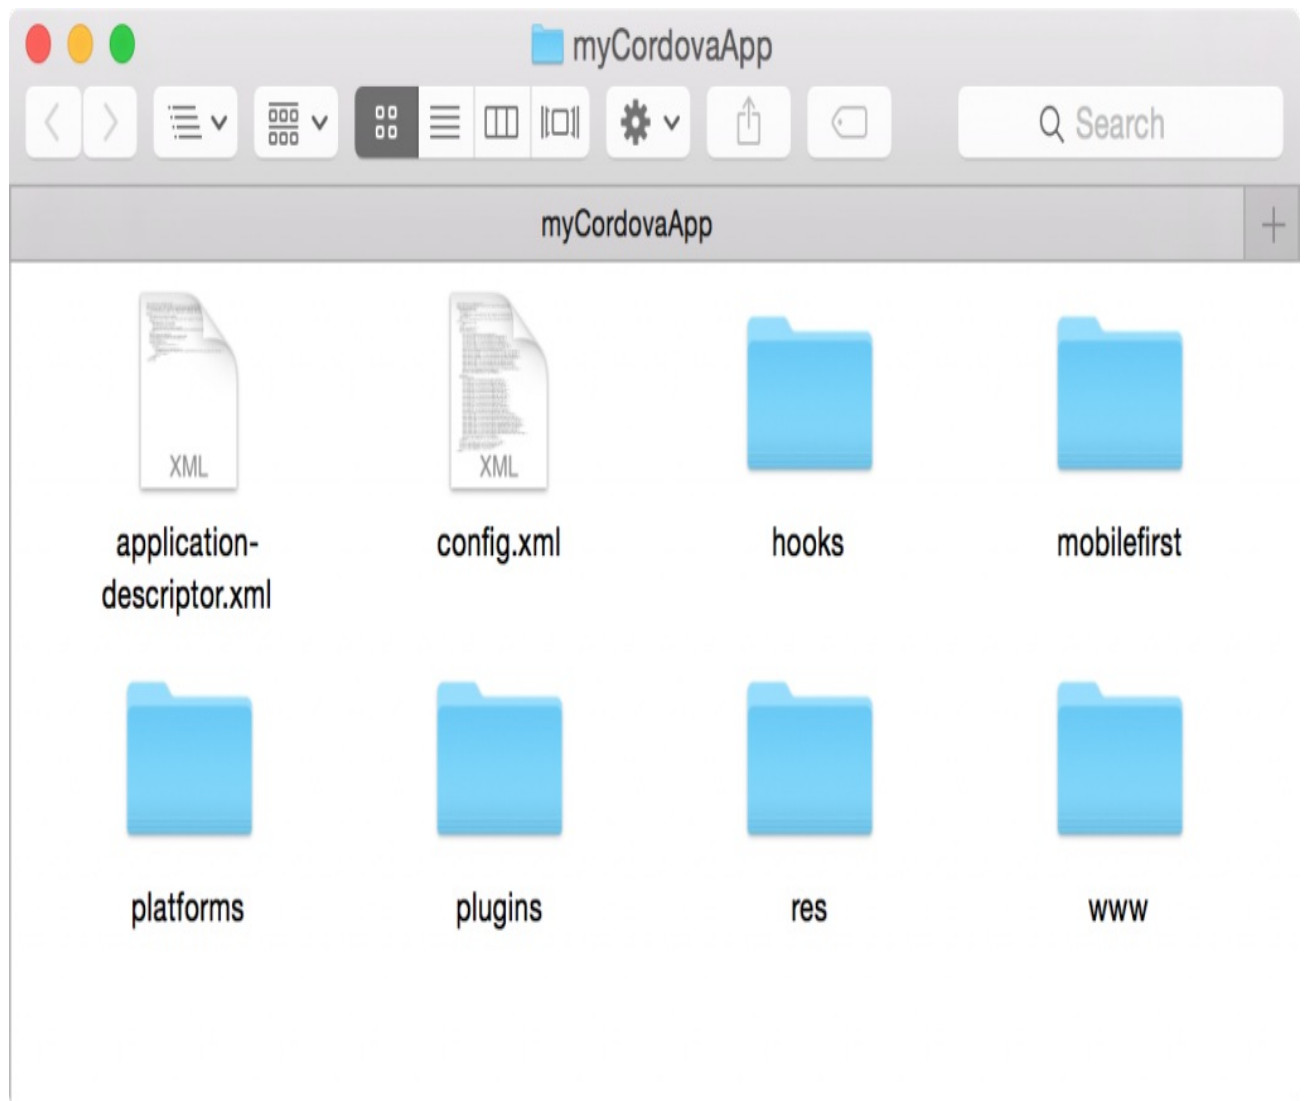 myCordovaApp
Search
myCordovaApp
XML
XML
application-
descriptor.xml
config.xml
hooks
mobilefirst
platforms
plugins
res
www